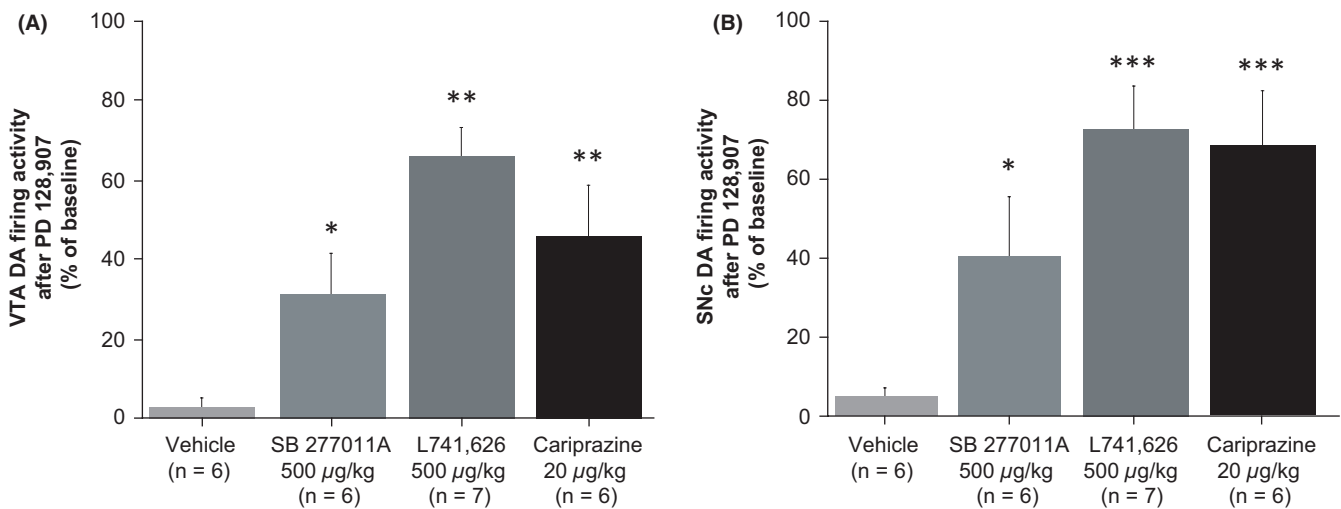 (A)
VTA DA firing activity
after PD 128,907
(% of baseline)
100
80
60
40
20
0
*
**
**
Vehicle
(n = 6)
SB 277011A
500 µg/kg
(n = 6)
L741,626
500 µg/kg
(n = 7)
Cariprazine
20 µg/kg
(n = 6)
(B)
SNc DA firing activity
after PD 128,907
(% of baseline)
100
80
60
40
20
0
*
***
***
Vehicle
(n = 6)
SB 277011A
500 µg/kg
(n = 6)
L741,626
500 µg/kg
(n = 7)
Cariprazine
20 µg/kg
(n = 6)